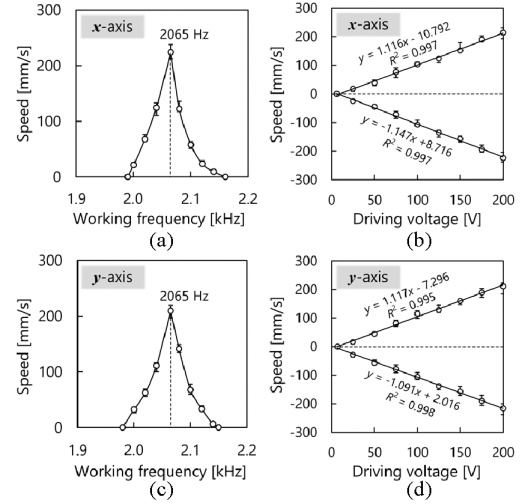 x-axis
2065 Hz
300
200
100
0
Speed [mm/s]
1.9
2.0
2.1
2.2
Working frequency [kHz]
(a)
x-axis
y = 1.116x - 10.792
R² = 0.997
y = -1.147x +8.716
R² = 0.997
300
200
100
0
-100
-200
-300
Speed [mm/s]
0
50
100
150
200
Driving voltage [V]
(b)
y-axis
2065 Hz
300
200
100
0
Speed [mm/s]
1.9
2.0
2.1
2.2
Working frequency [kHz]
(c)
y-axis
y = 1.117x - 7.296
R² = 0.995
y = -1.091x + 2.016
R² = 0.998
300
200
100
0
-100
-200
-300
Speed [mm/s]
0
50
100
150
200
Driving voltage [V]
(d)